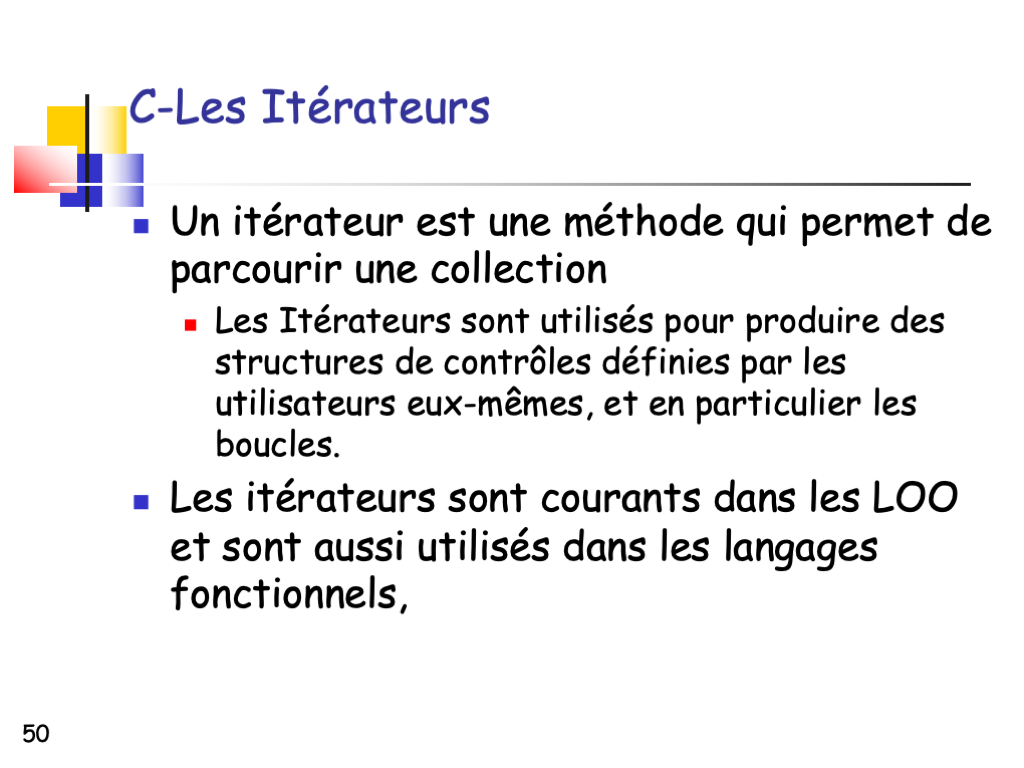 C-Les Itérateurs
Un itérateur est une méthode qui permet de
parcourir une collection
Les Itérateurs sont utilisés pour produire des
structures de contrôles définies par les
utilisateurs eux-mêmes, et en particulier les
boucles.
Les itérateurs sont courants dans les LOO
et sont aussi utilisés dans les langages
fonctionnels,
50